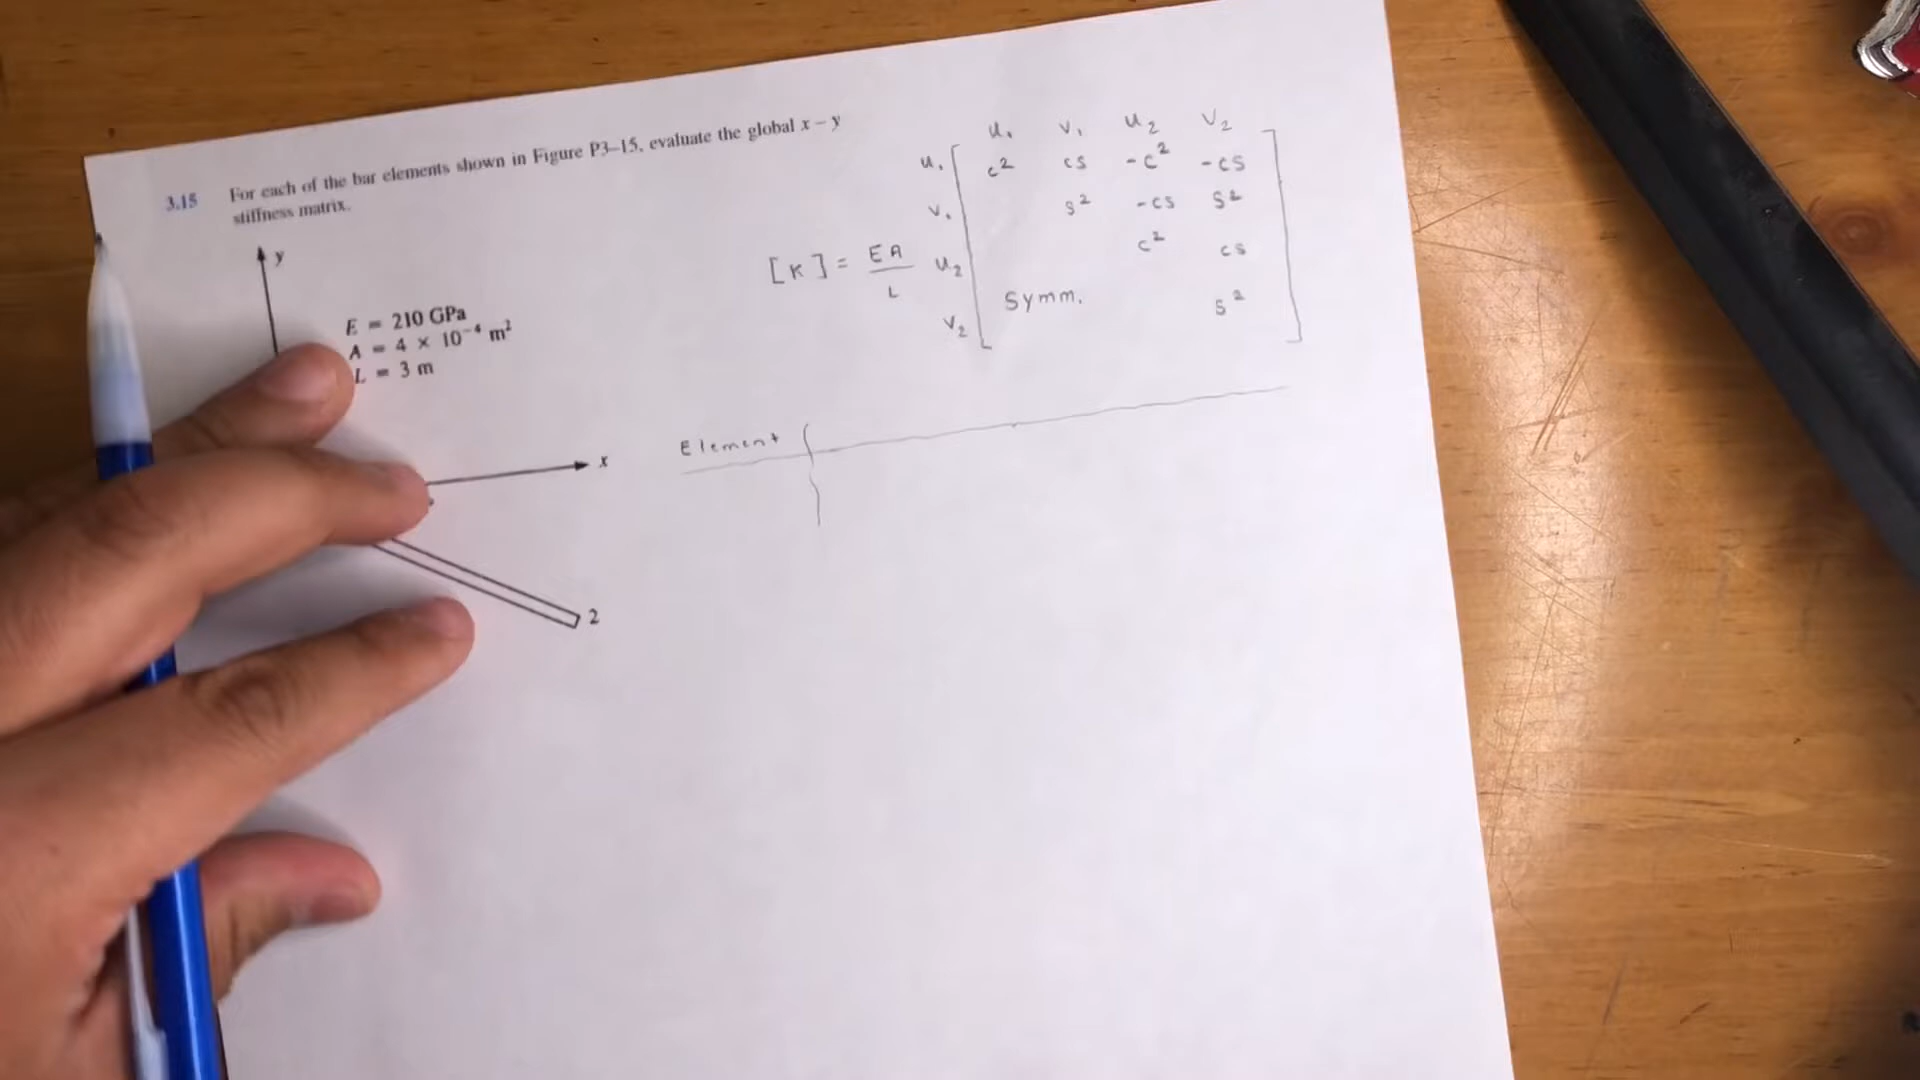 3.15 For each of the bar elements shown in Figure P3–15, evaluate the global x – y
stiffness matrix.
y
E = 210 GPa
A = 4 × 10⁻⁴ m²
L = 3 m
x
2
u₁ v₁ u₂ v₂
u₁ c² cs -c² -cs
v₁ s² -cs s²
[K] = EA/L u₂ c² cs
v₂ Symm. s²
Element